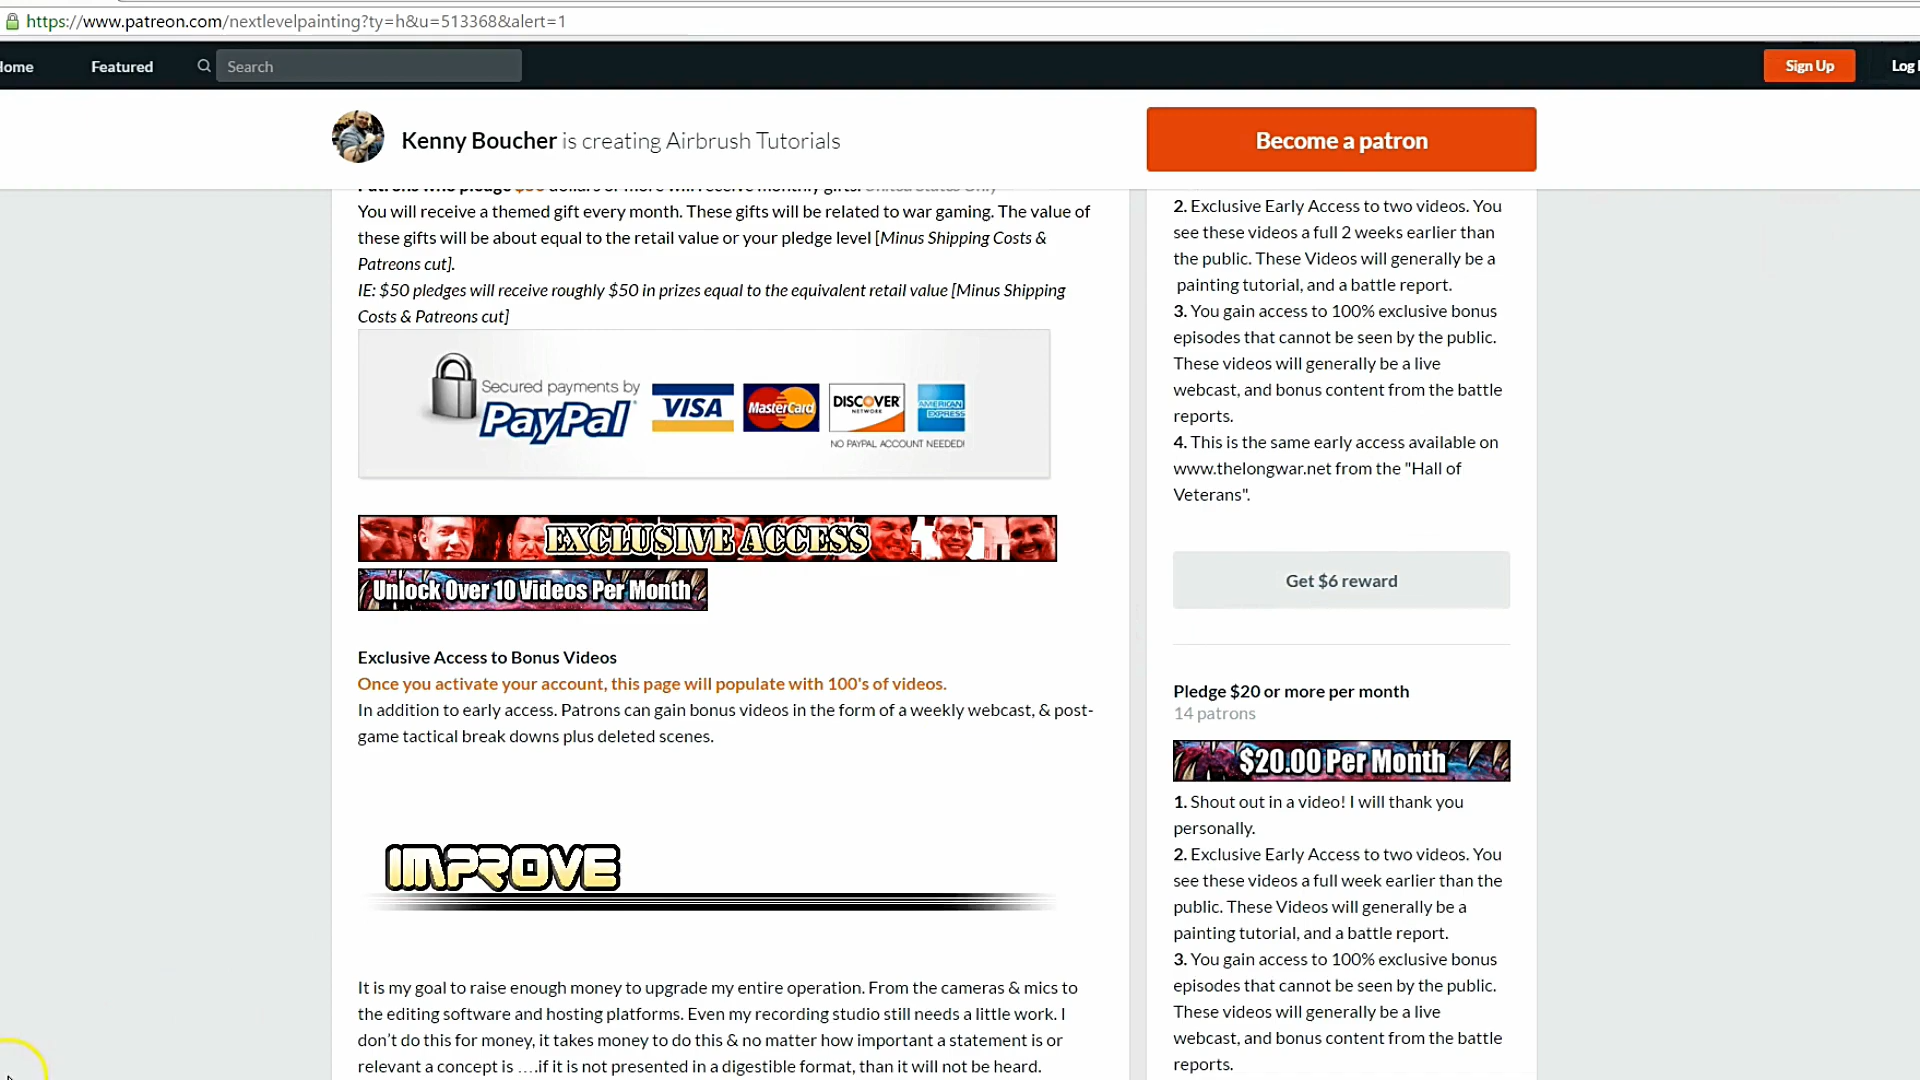 https://www.patreon.com/nextlevelpainting?ty=h&u=513368&alert=1
Home
Featured
Search
Sign Up
Log
Kenny Boucher is creating Airbrush Tutorials
Become a patron
Patrons who pledge $50 dollars or more will receive monthly gifts. United States Only
You will receive a themed gift every month. These gifts will be related to war gaming. The value of
these gifts will be about equal to the retail value or your pledge level [Minus Shipping Costs &
Patreons cut].
IE: $50 pledges will receive roughly $50 in prizes equal to the equivalent retail value [Minus Shipping
Costs & Patreons cut]
Secured payments by
PayPal
VISA
MasterCard
DISCOVER
NETWORK
AMERICAN
EXPRESS
NO PAYPAL ACCOUNT NEEDED!
EXCLUSIVE ACCESS
Unlock Over 10 Videos Per Month
Exclusive Access to Bonus Videos
Once you activate your account, this page will populate with 100's of videos.
In addition to early access. Patrons can gain bonus videos in the form of a weekly webcast, & post-
game tactical break downs plus deleted scenes.
IMPROVE
It is my goal to raise enough money to upgrade my entire operation. From the cameras & mics to
the editing software and hosting platforms. Even my recording studio still needs a little work. I
don't do this for money, it takes money to do this & no matter how important a statement is or
relevant a concept is ….if it is not presented in a digestible format, than it will not be heard.
2. Exclusive Early Access to two videos. You
see these videos a full 2 weeks earlier than
the public. These Videos will generally be a
painting tutorial, and a battle report.
3. You gain access to 100% exclusive bonus
episodes that cannot be seen by the public.
These videos will generally be a live
webcast, and bonus content from the battle
reports.
4. This is the same early access available on
www.thelongwar.net from the "Hall of
Veterans".
Get $6 reward
Pledge $20 or more per month
14 patrons
$20.00 Per Month
1. Shout out in a video! I will thank you
personally.
2. Exclusive Early Access to two videos. You
see these videos a full week earlier than the
public. These Videos will generally be a
painting tutorial, and a battle report.
3. You gain access to 100% exclusive bonus
episodes that cannot be seen by the public.
These videos will generally be a live
webcast, and bonus content from the battle
reports.